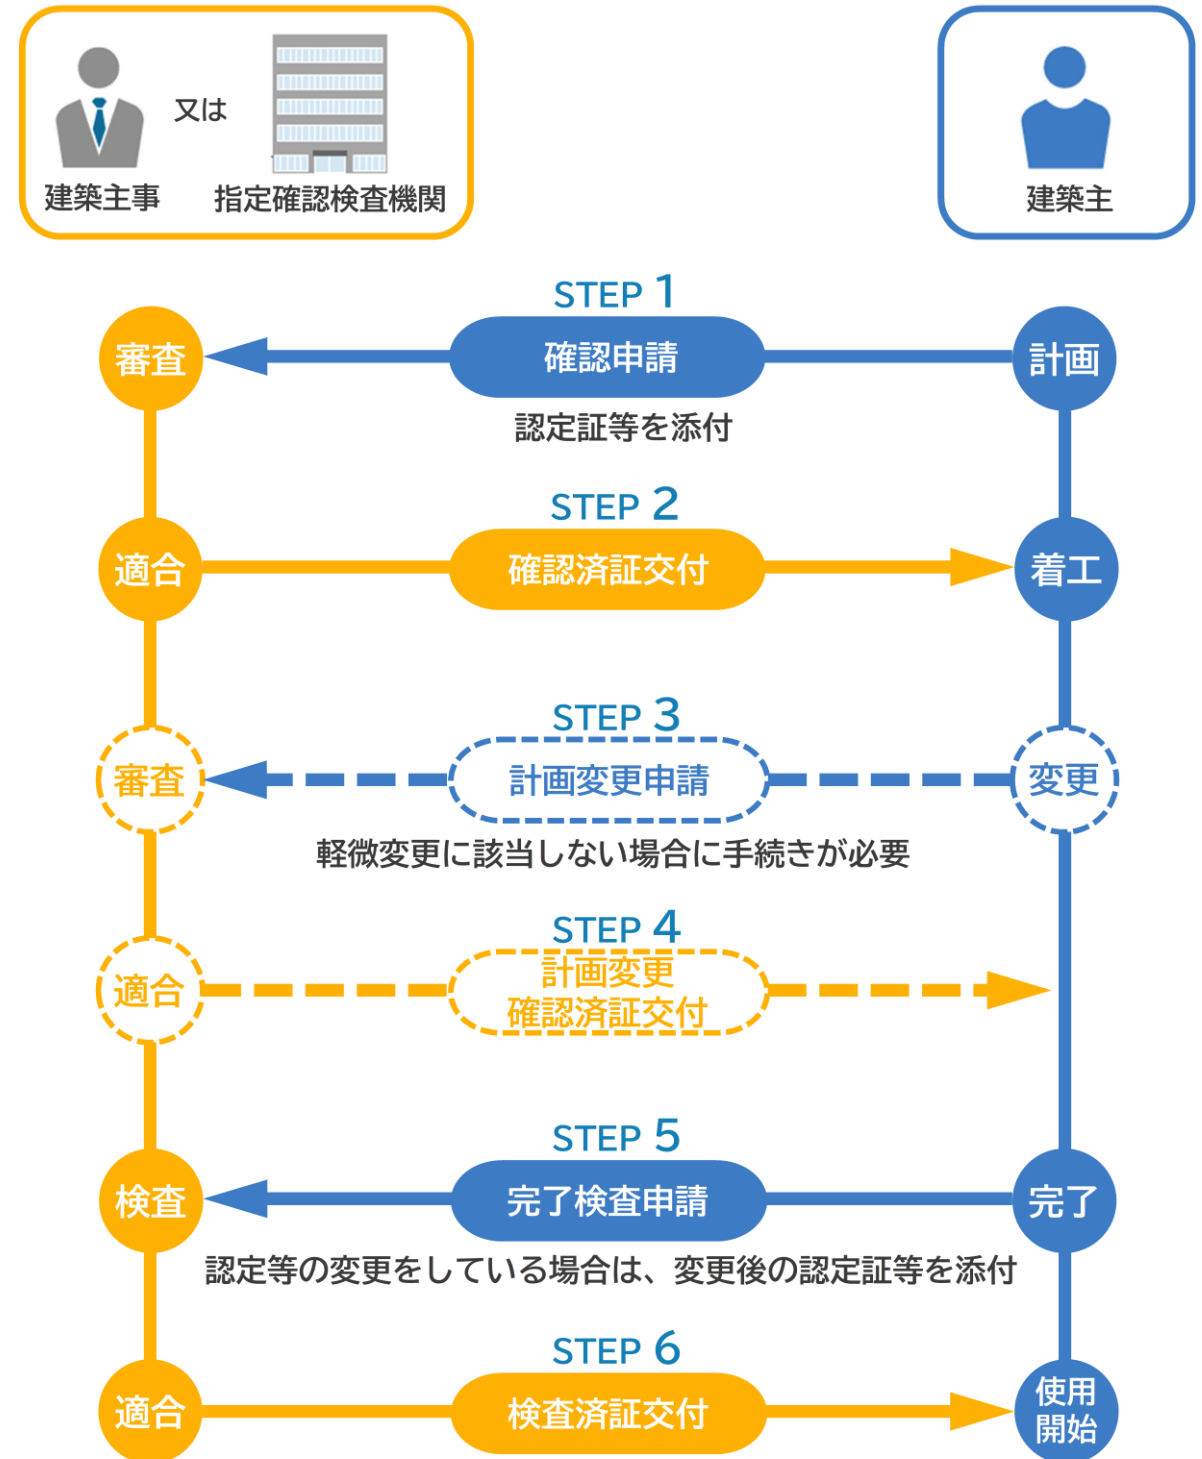 又は
建築主事
指定確認検査機関
建築主
STEP 1
審査
確認申請
計画
認定証等を添付
STEP 2
適合
確認済証交付
着工
STEP 3
審査
計画変更申請
変更
軽微変更に該当しない場合に手続きが必要
STEP 4
適合
計画変更
確認済証交付
STEP 5
検査
完了検査申請
完了
認定等の変更をしている場合は、変更後の認定証等を添付
STEP 6
適合
検査済証交付
使用
開始